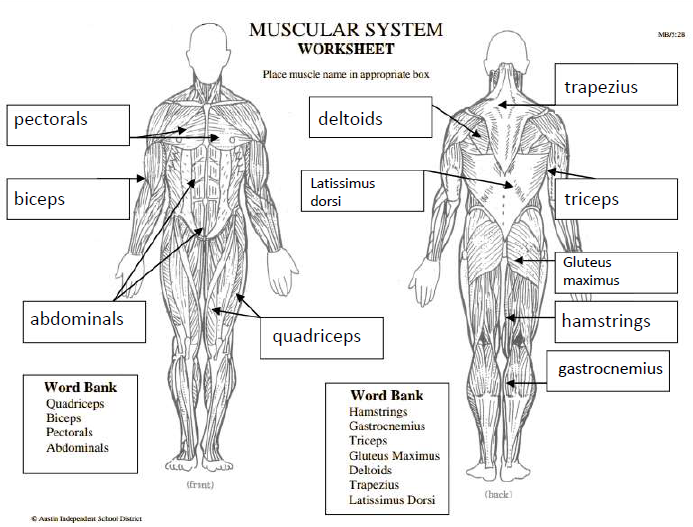 MUSCULAR SYSTEM
WORKSHEET
MB/5:28
Place muscle name in appropriate box
pectorals
biceps
abdominals
quadriceps
deltoids
Latissimus
dorsi
trapezius
triceps
Gluteus
maximus
hamstrings
gastrocnemius
Word Bank
Quadriceps
Biceps
Pectorals
Abdominals
Word Bank
Hamstrings
Gastrocnemius
Triceps
Gluteus Maximus
Deltoids
Trapezius
Latissimus Dorsi
(front)
(back)
© Austin Independent School District